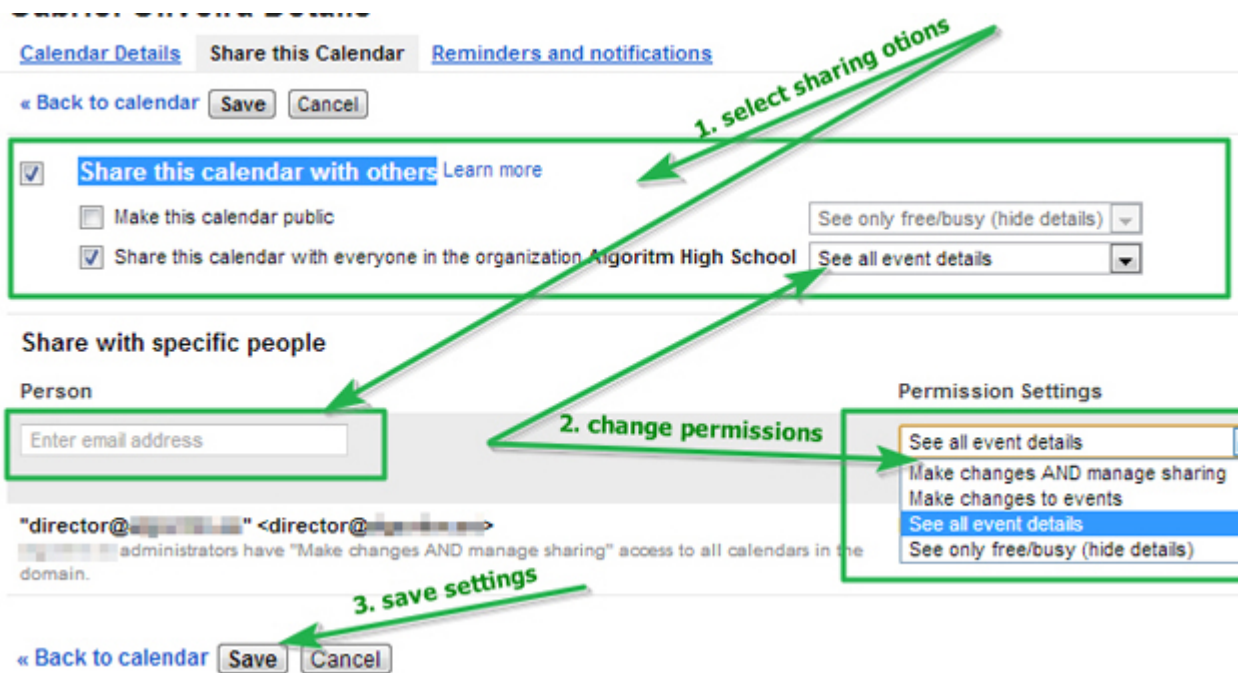 Calendar Details Share this Calendar Reminders and notifications
« Back to calendar Save Cancel
1. select sharing otions
Share this calendar with others Learn more
Make this calendar public See only free/busy (hide details)
Share this calendar with everyone in the organization Algoritm High School See all event details
Share with specific people
Person Permission Settings
Enter email address
2. change permissions
See all event details
Make changes AND manage sharing
Make changes to events
See all event details
See only free/busy (hide details)
"director@ " <director@ >
administrators have "Make changes AND manage sharing" access to all calendars in the
domain.
3. save settings
« Back to calendar Save Cancel